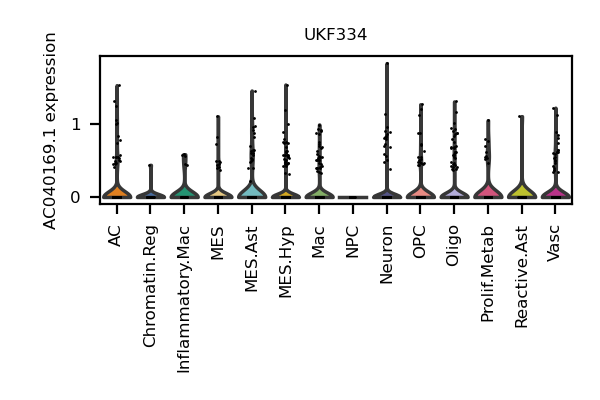 UKF334
AC040169.1 expression
1
0
AC
Chromatin.Reg
Inflammatory.Mac
MES
MES.Ast
MES.Hyp
Mac
NPC
Neuron
OPC
Oligo
Prolif.Metab
Reactive.Ast
Vasc